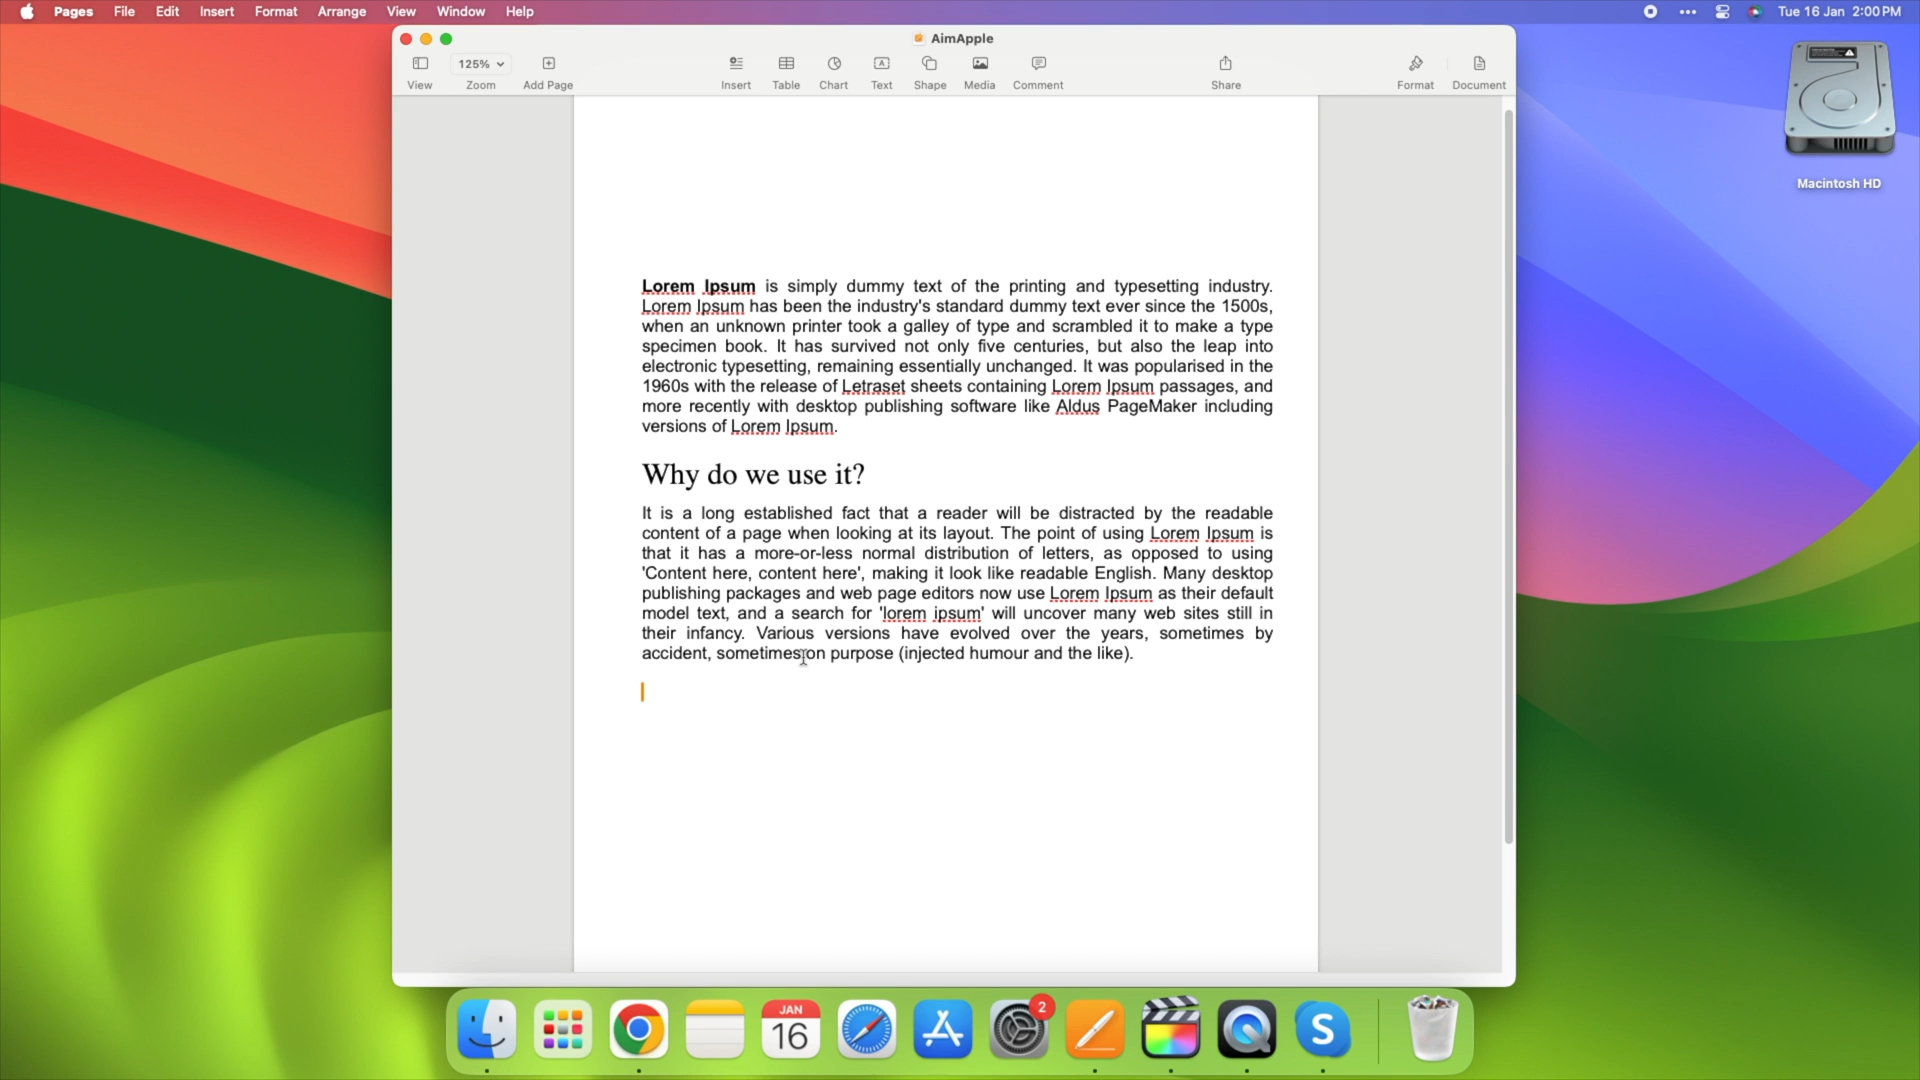 Pages File Edit Insert Format Arrange View Window Help
Tue 16 Jan 2:00 PM
AimApple
125%
View Zoom Add Page Insert Table Chart Text Shape Media Comment Share Format Document
Macintosh HD
Lorem Ipsum is simply dummy text of the printing and typesetting industry.
Lorem Ipsum has been the industry's standard dummy text ever since the 1500s,
when an unknown printer took a galley of type and scrambled it to make a type
specimen book. It has survived not only five centuries, but also the leap into
electronic typesetting, remaining essentially unchanged. It was popularised in the
1960s with the release of Letraset sheets containing Lorem Ipsum passages, and
more recently with desktop publishing software like Aldus PageMaker including
versions of Lorem Ipsum.
Why do we use it?
It is a long established fact that a reader will be distracted by the readable
content of a page when looking at its layout. The point of using Lorem Ipsum is
that it has a more-or-less normal distribution of letters, as opposed to using
'Content here, content here', making it look like readable English. Many desktop
publishing packages and web page editors now use Lorem Ipsum as their default
model text, and a search for 'lorem ipsum' will uncover many web sites still in
their infancy. Various versions have evolved over the years, sometimes by
accident, sometimes on purpose (injected humour and the like).
JAN
16
2